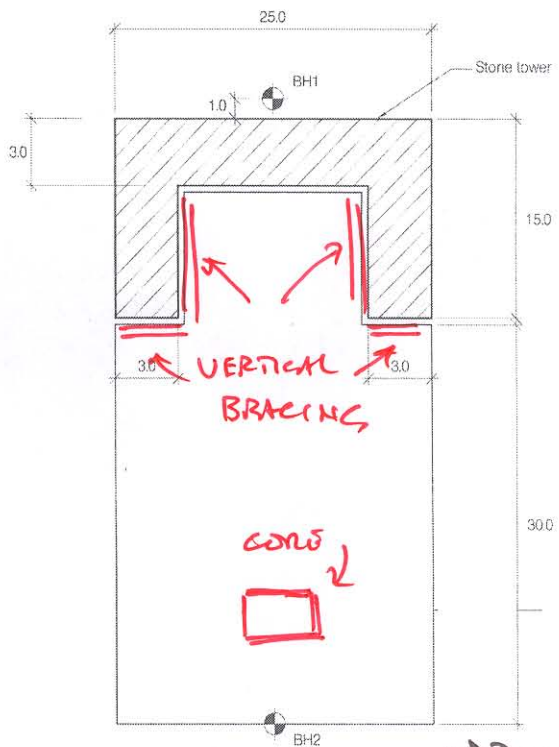 25.0
BH1
Stone tower
1.0
3.0
15.0
3.0
3.0
VERTICAL
BRACING
30.0
CORE
BH2